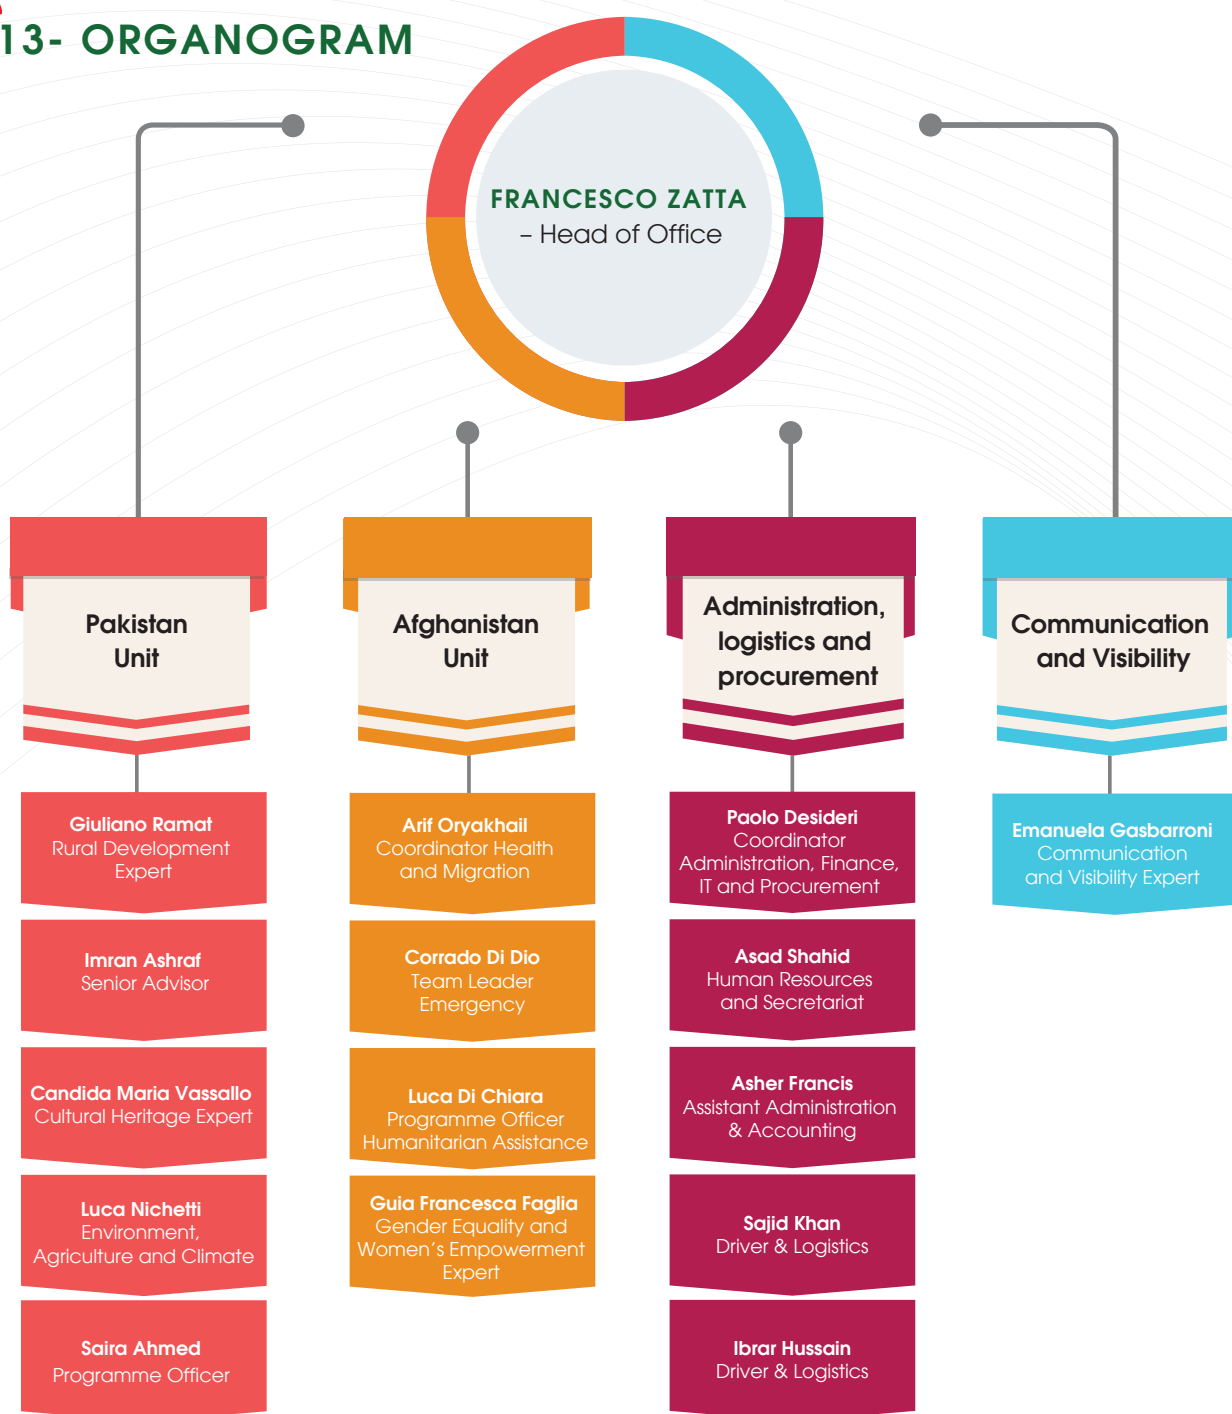 13- ORGANOGRAM
FRANCESCO ZATTA
– Head of Office
Pakistan
Unit
Giuliano Ramat
Rural Development
Expert
Imran Ashraf
Senior Advisor
Candida Maria Vassallo
Cultural Heritage Expert
Luca Nichetti
Environment,
Agriculture and Climate
Saira Ahmed
Programme Officer
Afghanistan
Unit
Arif Oryakhail
Coordinator Health
and Migration
Corrado Di Dio
Team Leader
Emergency
Luca Di Chiara
Programme Officer
Humanitarian Assistance
Guia Francesca Faglia
Gender Equality and
Women’s Empowerment
Expert
Administration,
logistics and
procurement
Paolo Desideri
Coordinator
Administration, Finance,
IT and Procurement
Asad Shahid
Human Resources
and Secretariat
Asher Francis
Assistant Administration
& Accounting
Sajid Khan
Driver & Logistics
Ibrar Hussain
Driver & Logistics
Communication
and Visibility
Emanuela Gasbarroni
Communication
and Visibility Expert